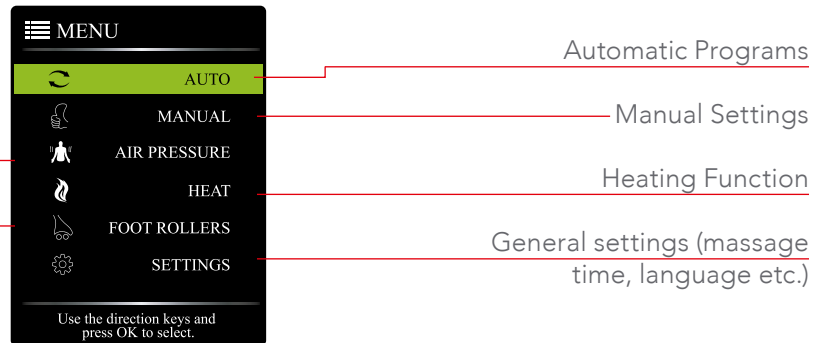 MENU
AUTO
MANUAL
AIR PRESSURE
HEAT
FOOT ROLLERS
SETTINGS
Use the direction keys and
press OK to select.
Automatic Programs
Manual Settings
Heating Function
General settings (massage
time, language etc.)